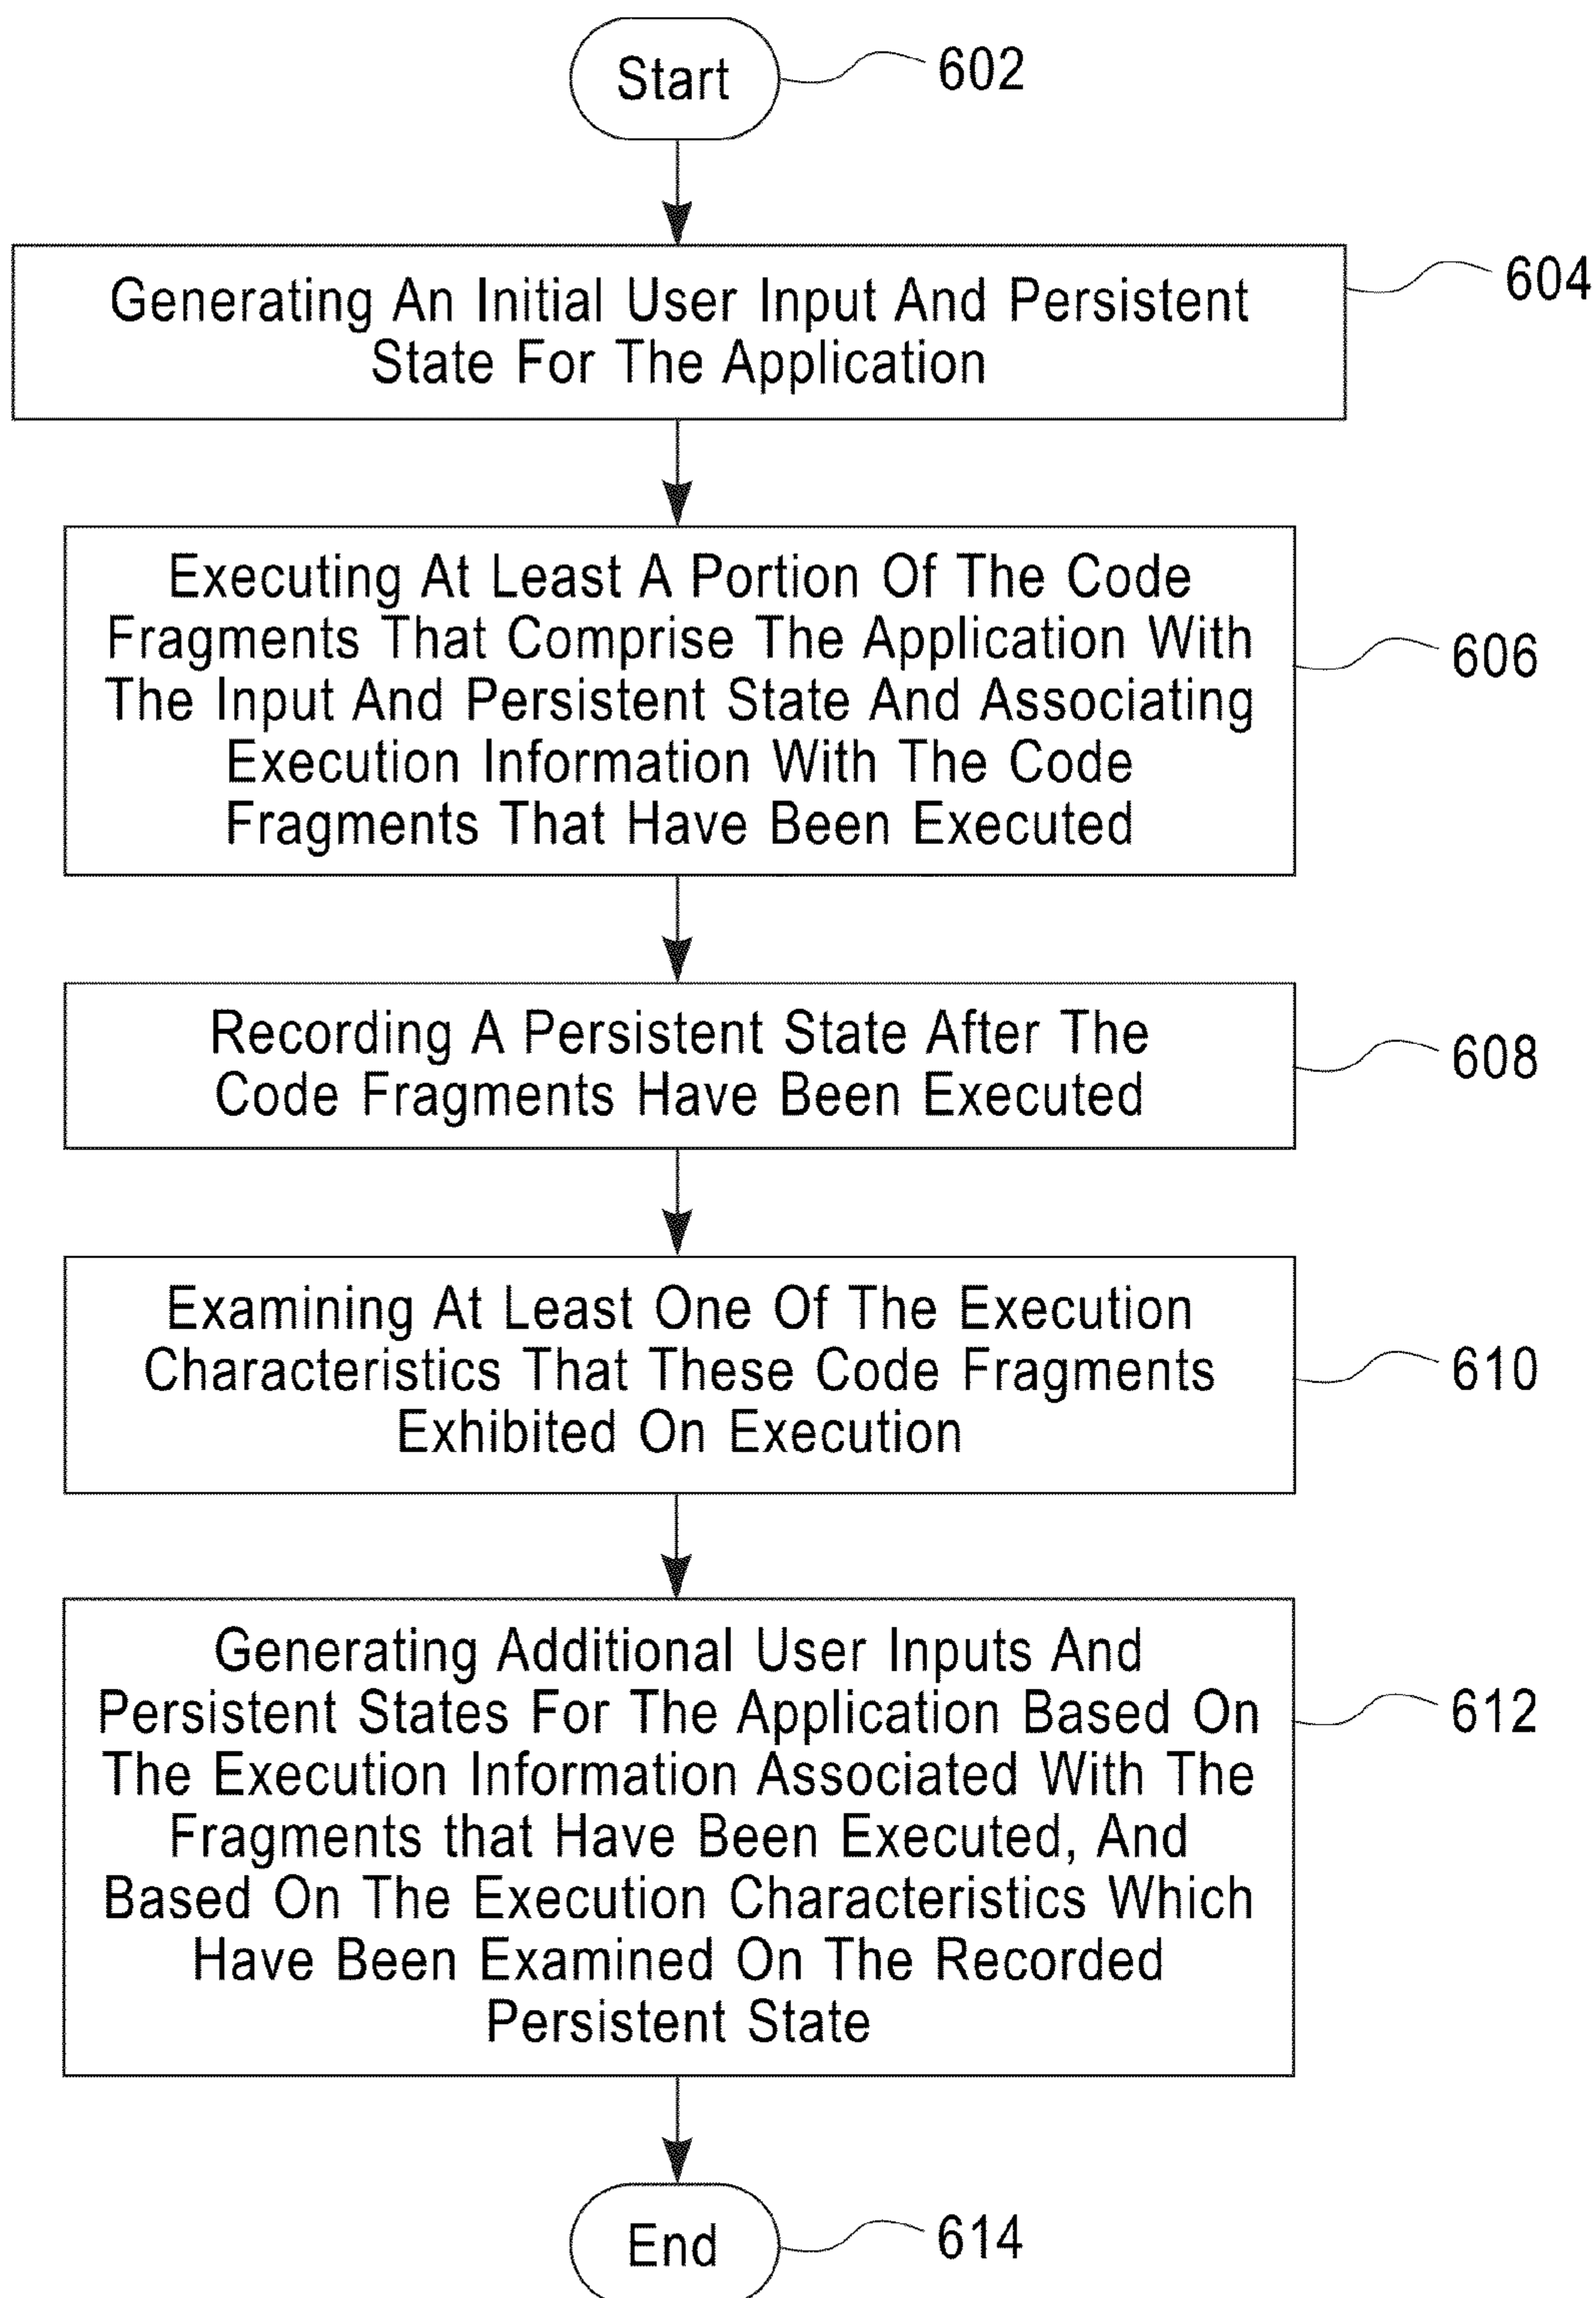 Start
602
Generating An Initial User Input And Persistent
State For The Application
604
Executing At Least A Portion Of The Code
Fragments That Comprise The Application With
The Input And Persistent State And Associating
Execution Information With The Code
Fragments That Have Been Executed
606
Recording A Persistent State After The
Code Fragments Have Been Executed
608
Examining At Least One Of The Execution
Characteristics That These Code Fragments
Exhibited On Execution
610
Generating Additional User Inputs And
Persistent States For The Application Based On
The Execution Information Associated With The
Fragments that Have Been Executed, And
Based On The Execution Characteristics Which
Have Been Examined On The Recorded
Persistent State
612
End
614